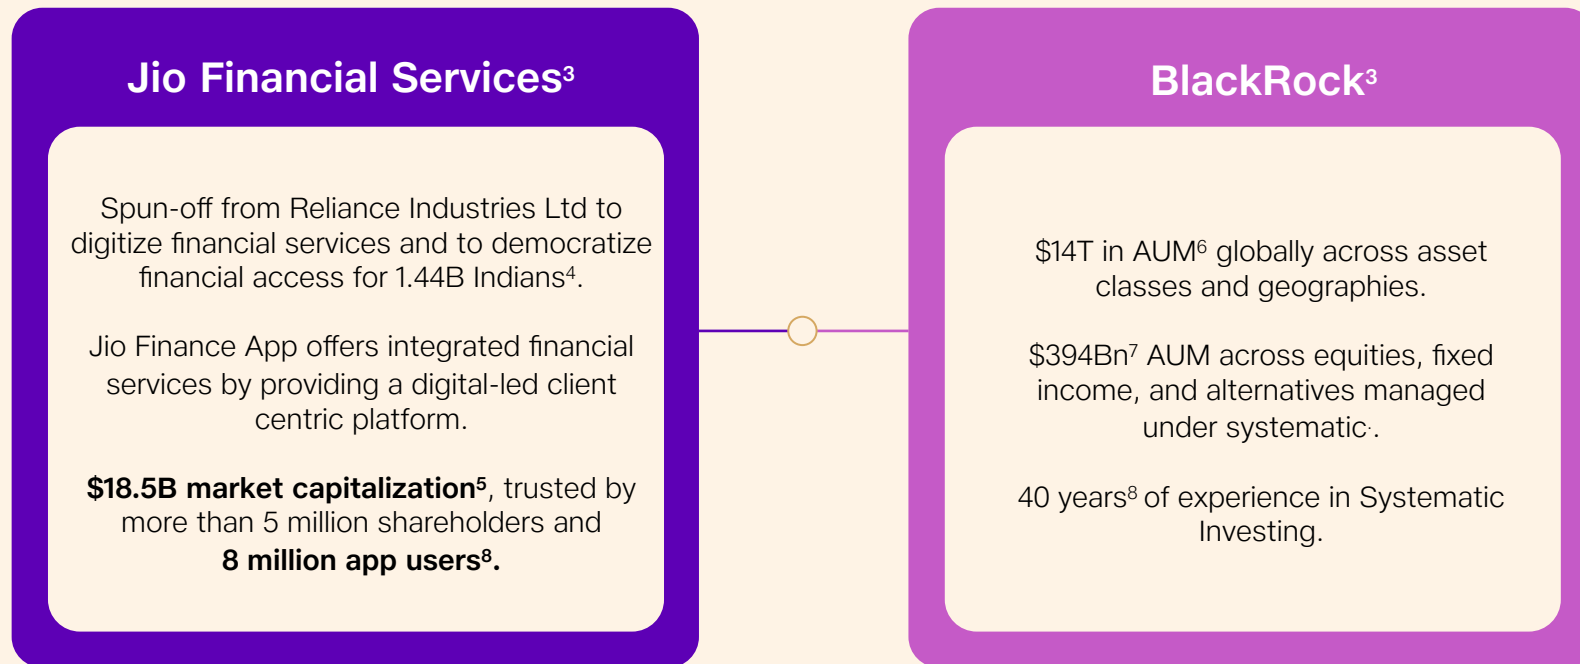 Jio Financial Services³
Spun-off from Reliance Industries Ltd to
digitize financial services and to democratize
financial access for 1.44B Indians⁴.
Jio Finance App offers integrated financial
services by providing a digital-led client
centric platform.
$18.5B market capitalization⁵, trusted by
more than 5 million shareholders and
8 million app users⁸.
BlackRock³
$14T in AUM⁶ globally across asset
classes and geographies.
$394Bn⁷ AUM across equities, fixed
income, and alternatives managed
under systematic.
40 years⁸ of experience in Systematic
Investing.